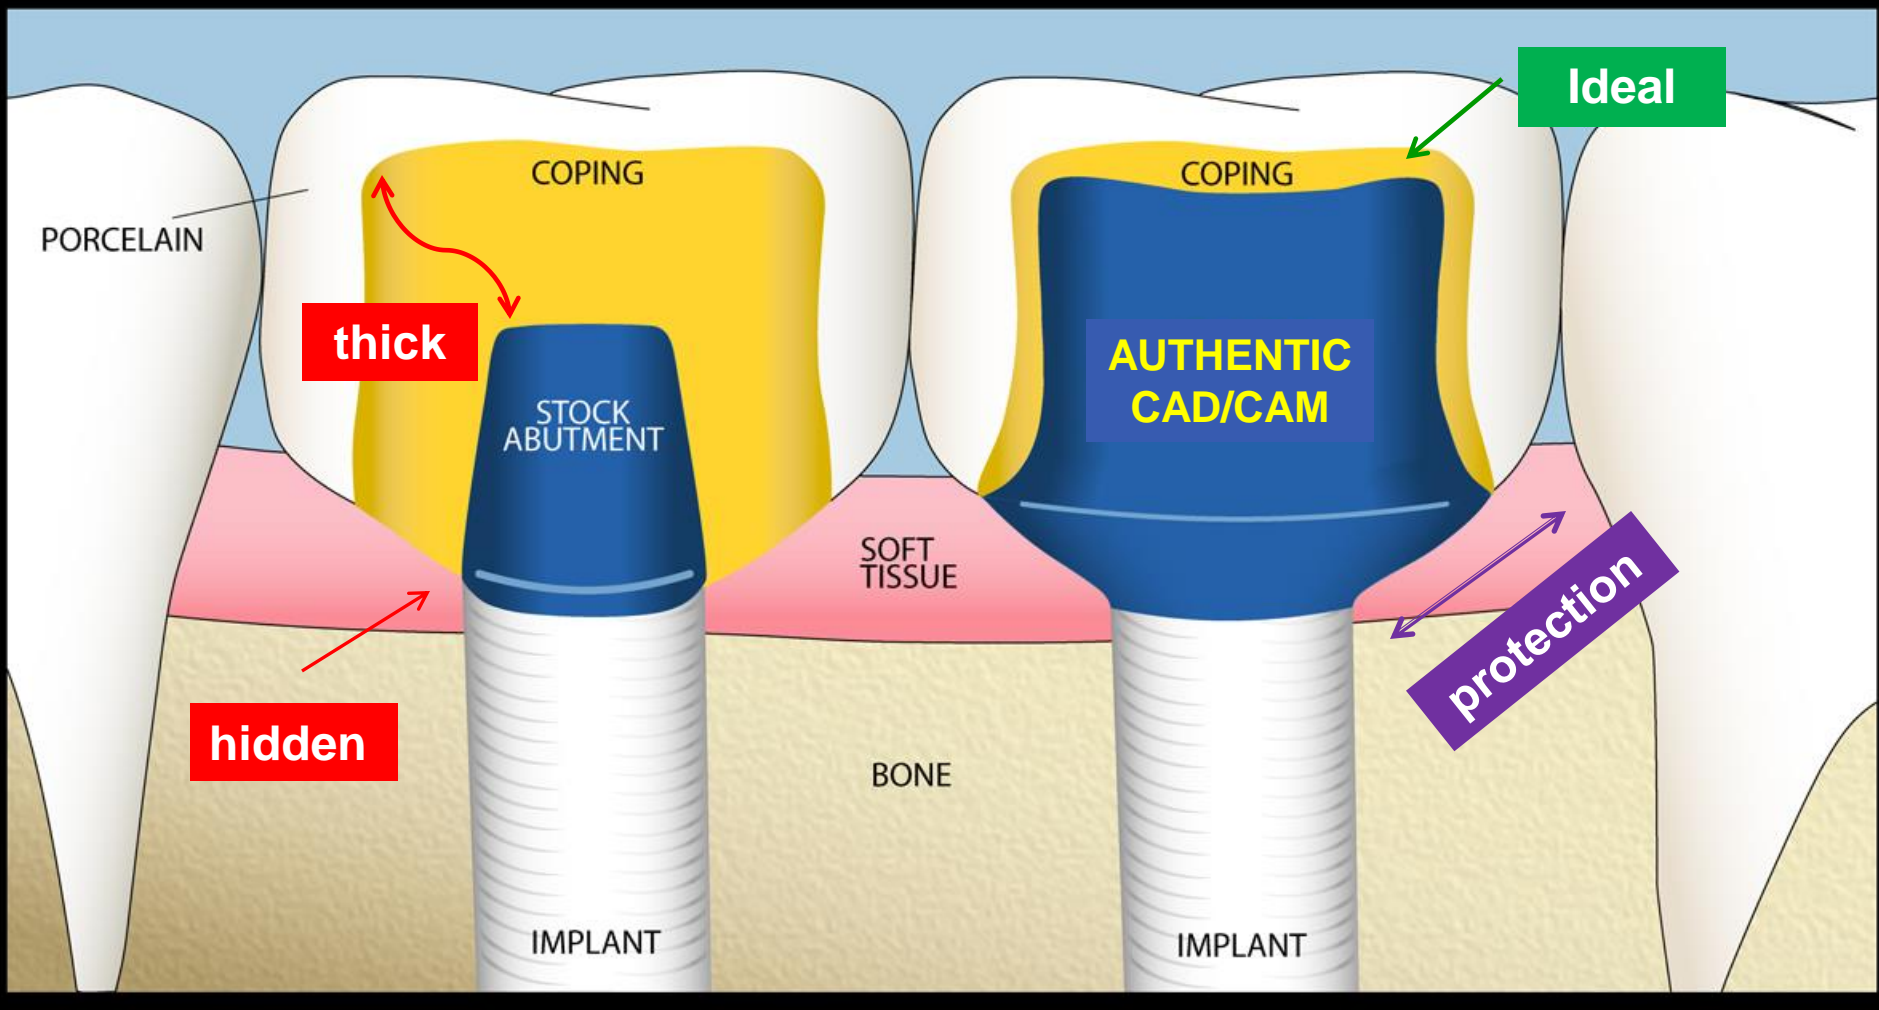 Ideal
COPING
COPING
PORCELAIN
thick
AUTHENTIC
CAD/CAM
STOCK
ABUTMENT
SOFT
TISSUE
protection
hidden
BONE
IMPLANT
IMPLANT